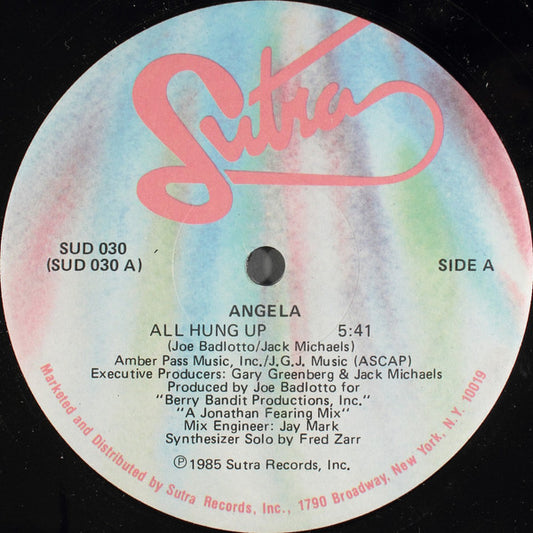 Sutra
SUD 030
(SUD 030 A)
SIDE A
ANGELA
ALL HUNG UP 5:41
(Joe Badlotto/Jack Michaels)
Amber Pass Music, Inc./J.G.J. Music (ASCAP)
Executive Producers: Gary Greenberg & Jack Michaels
Produced by Joe Badlotto for
"Berry Bandit Productions, Inc."
"A Jonathan Fearing Mix"
Mix Engineer: Jay Mark
Synthesizer Solo by Fred Zarr
Ⓟ1985 Sutra Records, Inc.
Marketed and Distributed by Sutra Records, Inc., 1790 Broadway, New York, N.Y. 10019